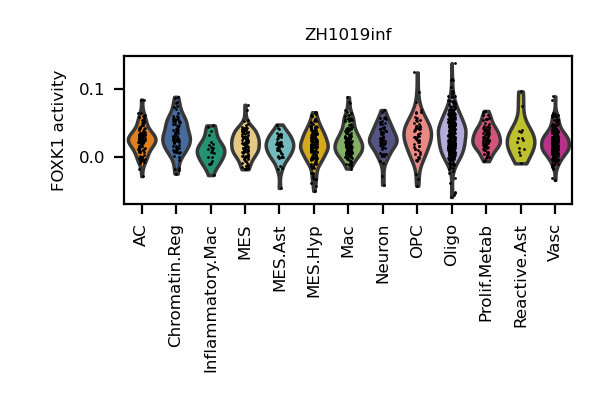 ZH1019inf
FOXK1 activity
0.1
0.0
AC
Chromatin.Reg
Inflammatory.Mac
MES
MES.Ast
MES.Hyp
Mac
Neuron
OPC
Oligo
Prolif.Metab
Reactive.Ast
Vasc